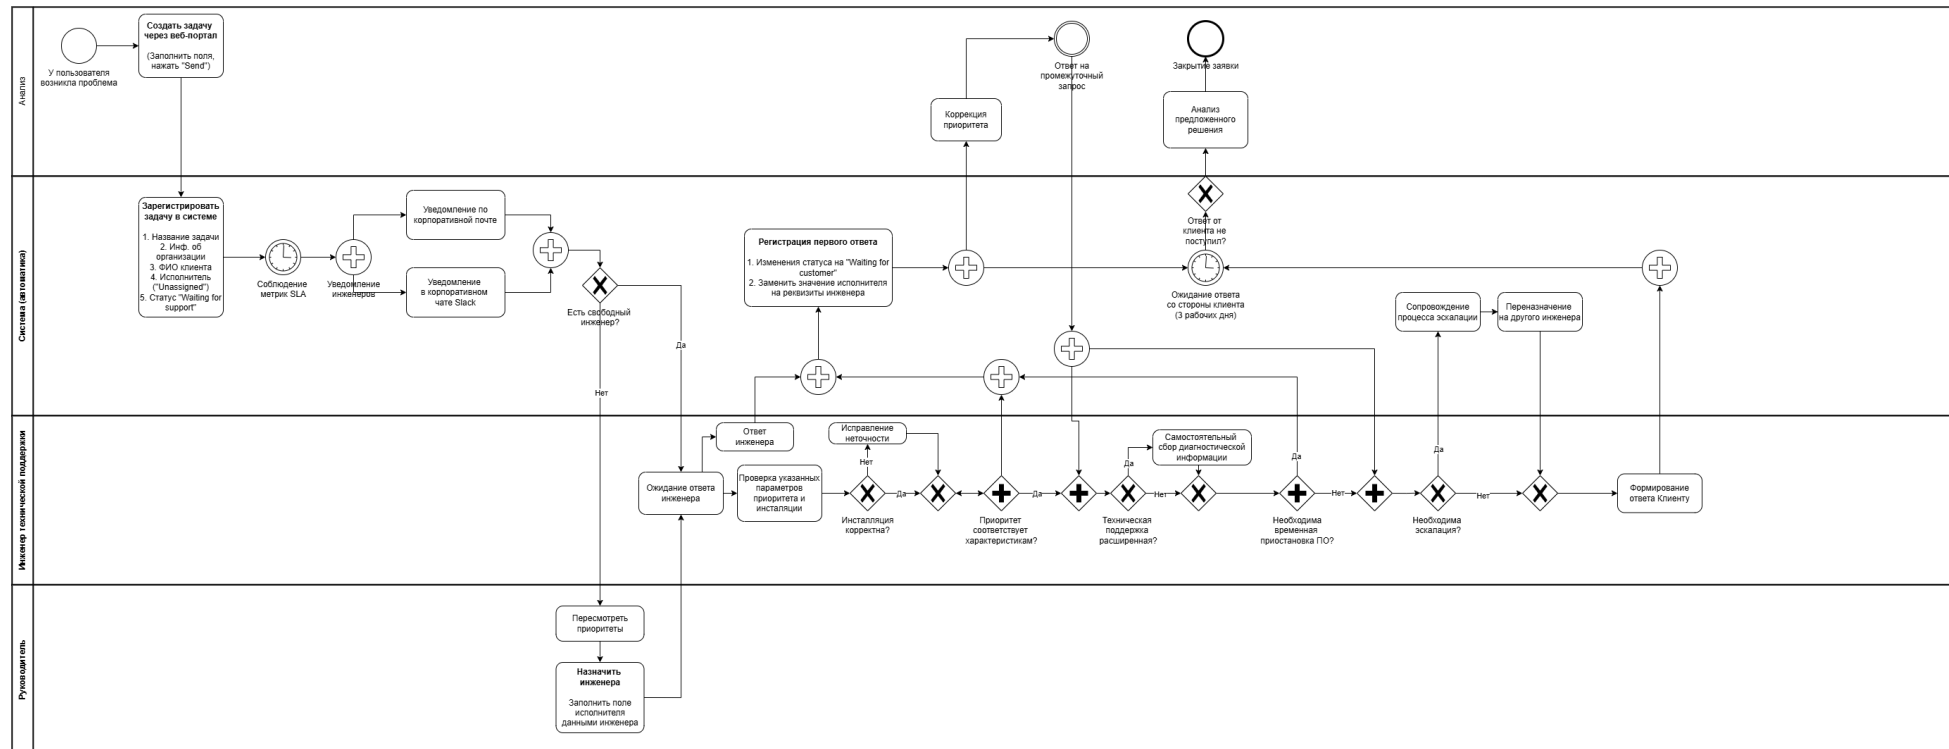 Анализ
У пользователя
возникла проблема
Создать задачу
через веб-портал
(Заполнить поля,
нажать "Send")
Коррекция
приоритета
Ответ на
промежуточный
запрос
Закрытие заявки
Анализ
предложенного
решения
Система (автоматика)
Зарегистрировать
задачу в системе
1. Название задачи
2. Инф. об
организации
3. ФИО клиента
4. Исполнитель
("Unassigned")
5. Статус "Waiting for
support"
Соблюдение
метрик SLA
Уведомление
инженеров
Уведомление по
корпоративной почте
Уведомление
в корпоративном
чате Slack
Есть свободный
инженер?
Да
Нет
Регистрация первого ответа
1. Изменения статуса на "Waiting for
customer"
2. Заменить значение исполнителя
на реквизиты инженера
Ответ от
клиента не
поступил?
Ожидание ответа
со стороны клиента
(3 рабочих дня)
Сопровождение
процесса эскалации
Переназначение
на другого инженера
Инженер технической поддержки
Ожидание ответа
инженера
Ответ
инженера
Проверка указанных
параметров
приоритета и
инсталяции
Исправление
неточности
Нет
Да
Инсталляция
корректна?
Приоритет
соответствует
характеристикам?
Да
Техническая
поддержка
расширенная?
Да
Нет
Самостоятельный
сбор диагностической
информации
Необходима
временная
приостановка ПО?
Да
Нет
Необходима
эскалация?
Да
Нет
Формирование
ответа Клиенту
Руководитель
Пересмотреть
приоритеты
Назначить
инженера
Заполнить поле
исполнителя
данными инженера